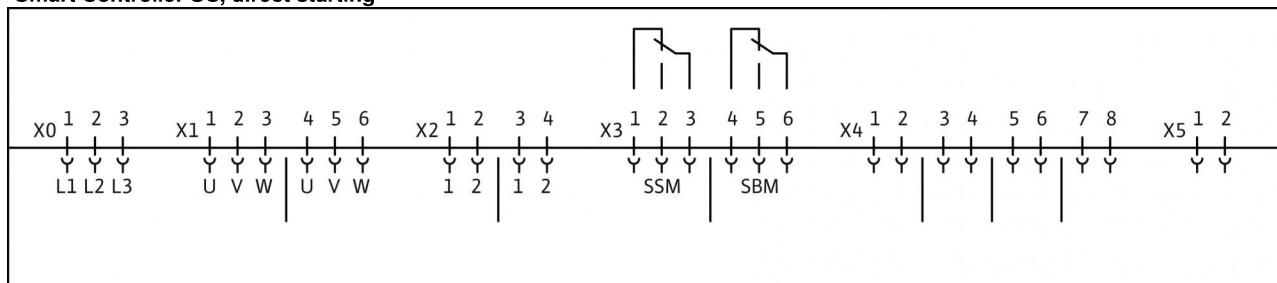 Smart Controller SC, direct starting
X0 1 2 3 X1 1 2 3 4 5 6 X2 1 2 3 4 X3 1 2 3 4 5 6 X4 1 2 3 4 5 6 7 8 X5 1 2
L1 L2 L3 U V W U V W 1 2 1 2 SSM SBM